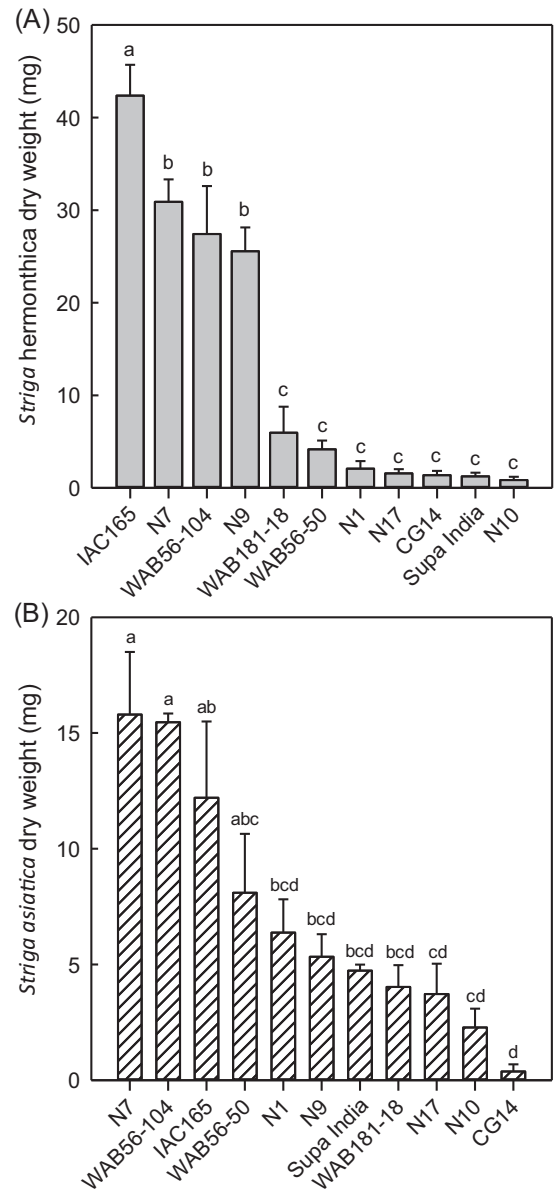 (A)
50
40
30
20
10
0
Striga hermonthica dry weight (mg)
a
b
b
b
c
c
c
c
c
c
c
IAC165
N7
WAB56-104
N9
WAB181-18
WAB56-50
N1
N17
CG14
Supa India
N10
(B)
20
15
10
5
0
Striga asiatica dry weight (mg)
a
a
ab
abc
bcd
bcd
bcd
bcd
cd
cd
d
N7
WAB56-104
IAC165
WAB56-50
N1
N9
Supa India
WAB181-18
N17
N10
CG14